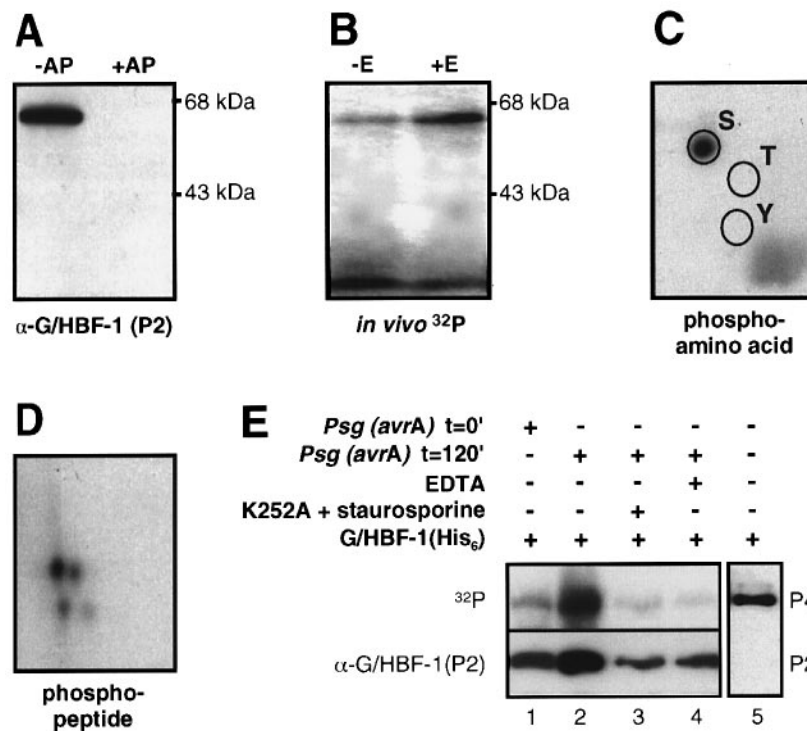 A
-AP +AP
68 kDa
43 kDa
α-G/HBF-1 (P2)
B
-E +E
68 kDa
43 kDa
in vivo ³²P
C
S
T
Y
phospho-
amino acid
D
phospho-
peptide
E
Psg (avrA) t=0' + - - - -
Psg (avrA) t=120' - + + + -
EDTA - - - + -
K252A + staurosporine - - + - -
G/HBF-1(His₆) + + + + +
³²P
α-G/HBF-1(P2)
1 2 3 4 5